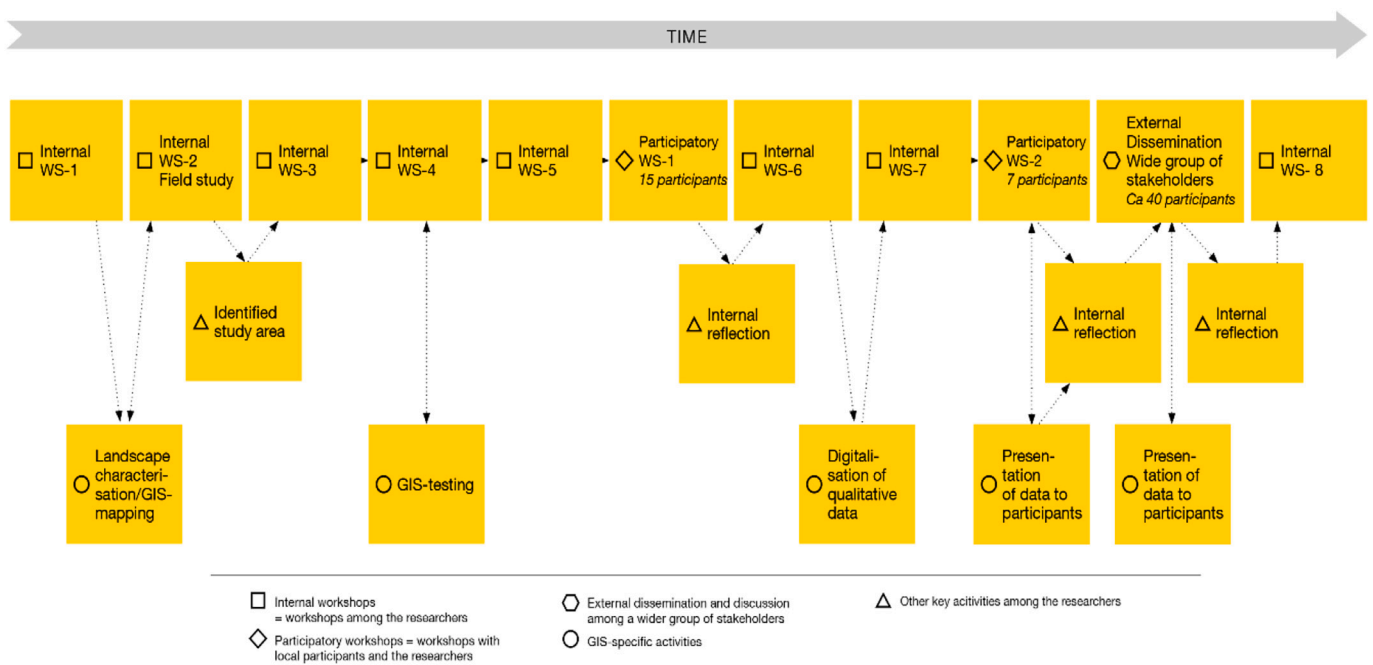 TIME
Internal
WS-1
Internal
WS-2
Field study
Internal
WS-3
Internal
WS-4
Internal
WS-5
Participatory
WS-1
15 participants
Internal
WS-6
Internal
WS-7
Participatory
WS-2
7 participants
External
Dissemination
Wide group of
stakeholders
Ca 40 participants
Internal
WS- 8
Identified
study area
Internal
reflection
Internal
reflection
Internal
reflection
Landscape
characteri-
sation/GIS-
mapping
GIS-testing
Digitali-
sation of
qualitative
data
Presen-
tation
of data to
participants
Presen-
tation of
data to
participants
Internal workshops
= workshops among the researchers
Participatory workshops = workshops with
local participants and the researchers
External dissemination and discussion
among a wider group of stakeholders
GIS-specific activities
Other key acitivities among the researchers